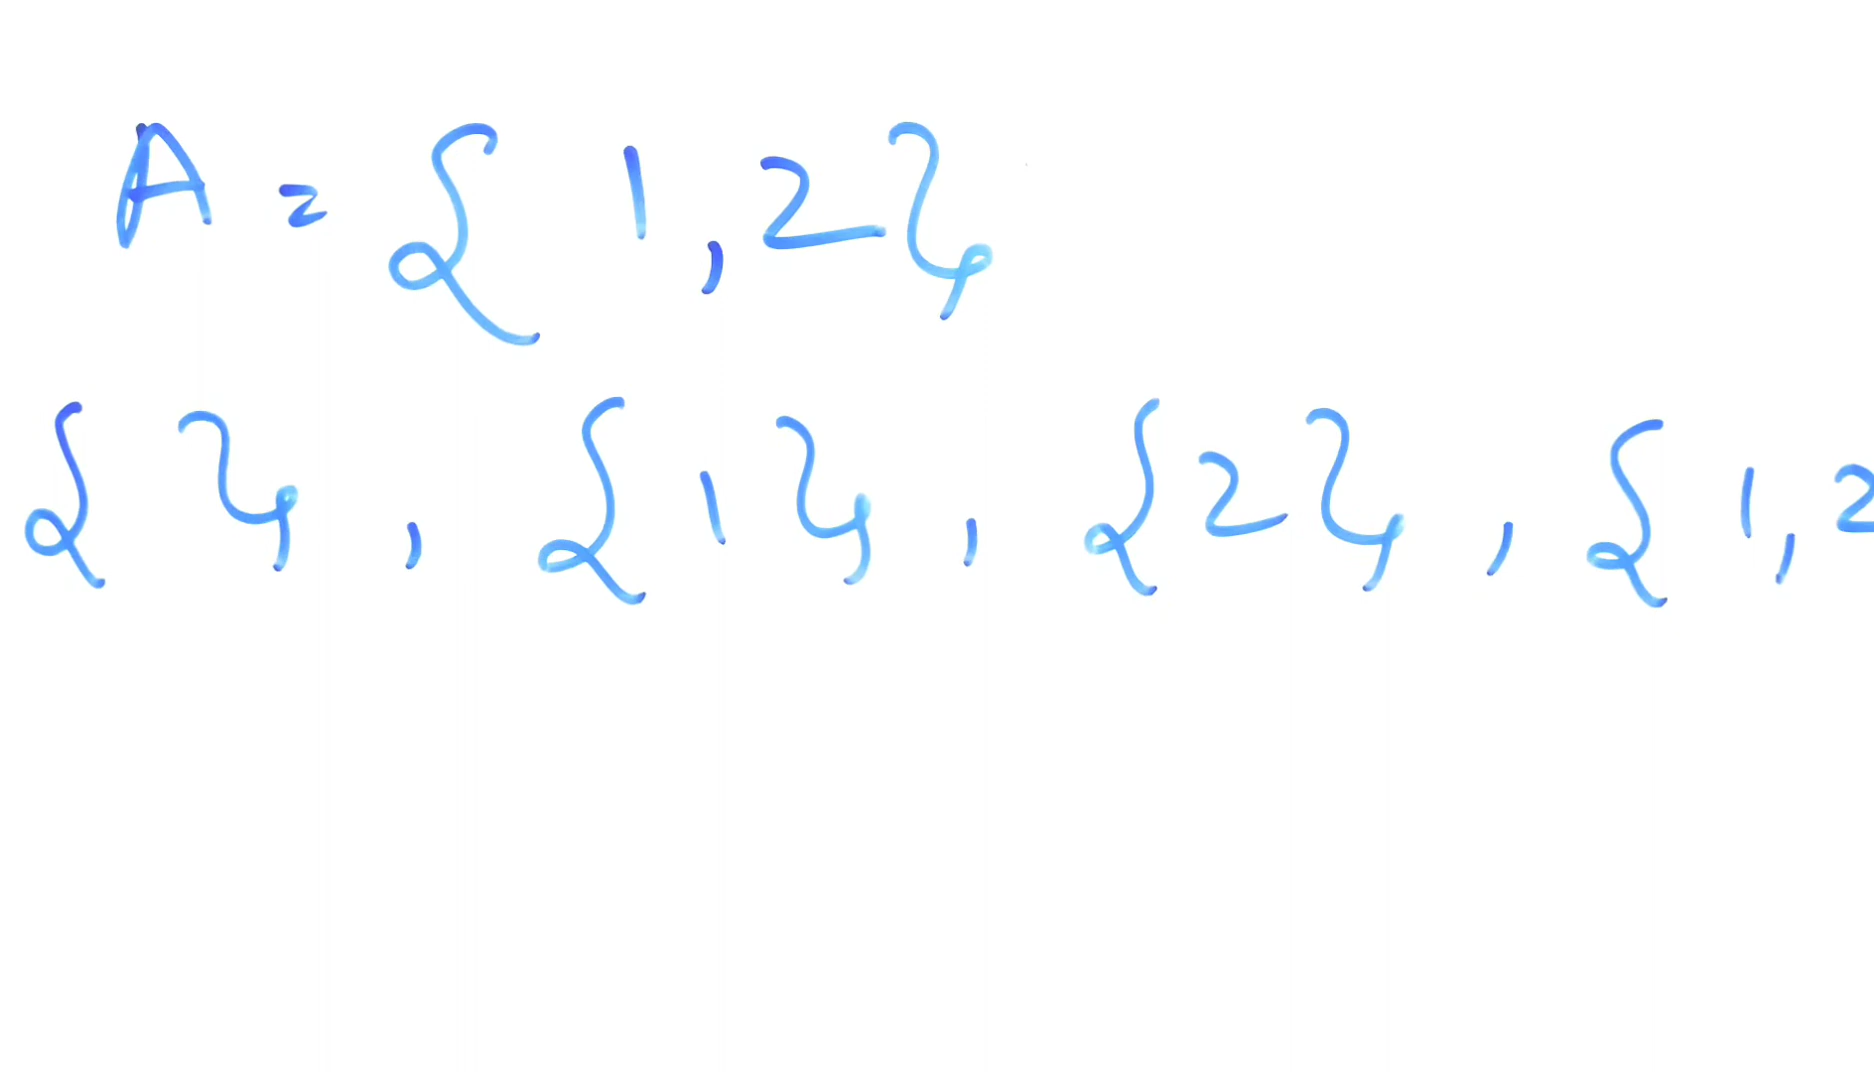 A = { 1, 2 }
{ }, { 1 }, { 2 }, { 1, 2